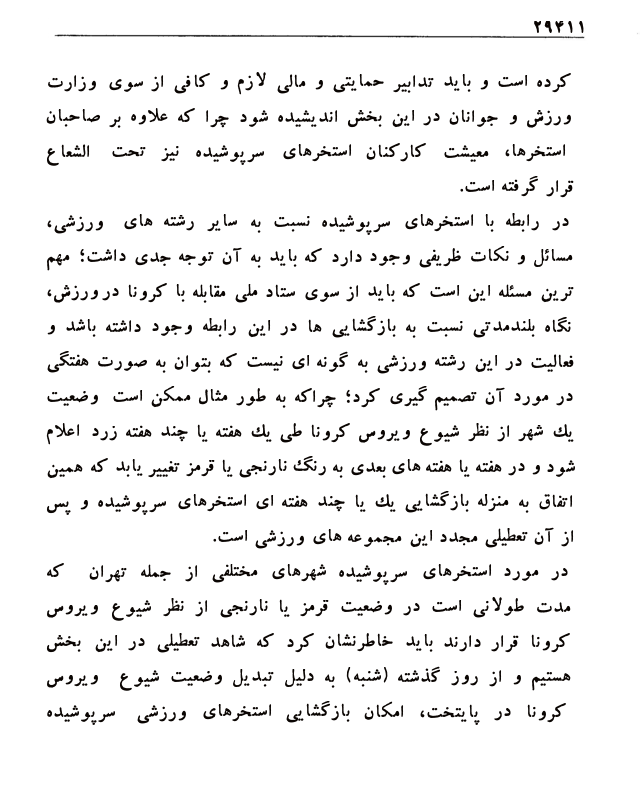 ۲۹۴۱۱
کرده است و باید تدابیر حمایتی و مالی لازم و کافی از سوی وزارت
ورزش و جوانان در این بخش اندیشیده شود چرا که علاوه بر صاحبان
استخرها، معیشت کارکنان استخرهای سرپوشیده نیز تحت الشعاع
قرار گرفته است.
در رابطه با استخرهای سرپوشیده نسبت به سایر رشته های ورزشی،
مسائل و نکات ظریفی وجود دارد که باید به آن توجه جدی داشت؛ مهم
ترین مسئله این است که باید از سوی ستاد ملی مقابله با کرونا در ورزش،
نگاه بلندمدتی نسبت به بازگشایی ها در این رابطه وجود داشته باشد و
فعالیت در این رشته ورزشی به گونه ای نیست که بتوان به صورت هفتگی
در مورد آن تصمیم گیری کرد؛ چراکه به طور مثال ممکن است وضعیت
یک شهر از نظر شیوع ویروس کرونا طی یک هفته یا چند هفته زرد اعلام
شود و در هفته یا هفته های بعدی به رنگ نارنجی یا قرمز تغییر یابد که همین
اتفاق به منزله بازگشایی یک یا چند هفته ای استخرهای سرپوشیده و پس
از آن تعطیلی مجدد این مجموعه های ورزشی است.
در مورد استخرهای سرپوشیده شهرهای مختلفی از جمله تهران که
مدت طولانی است در وضعیت قرمز یا نارنجی از نظر شیوع ویروس
کرونا قرار دارند باید خاطرنشان کرد که شاهد تعطیلی در این بخش
هستیم و از روز گذشته (شنبه) به دلیل تبدیل وضعیت شیوع ویروس
کرونا در پایتخت، امکان بازگشایی استخرهای ورزشی سرپوشیده